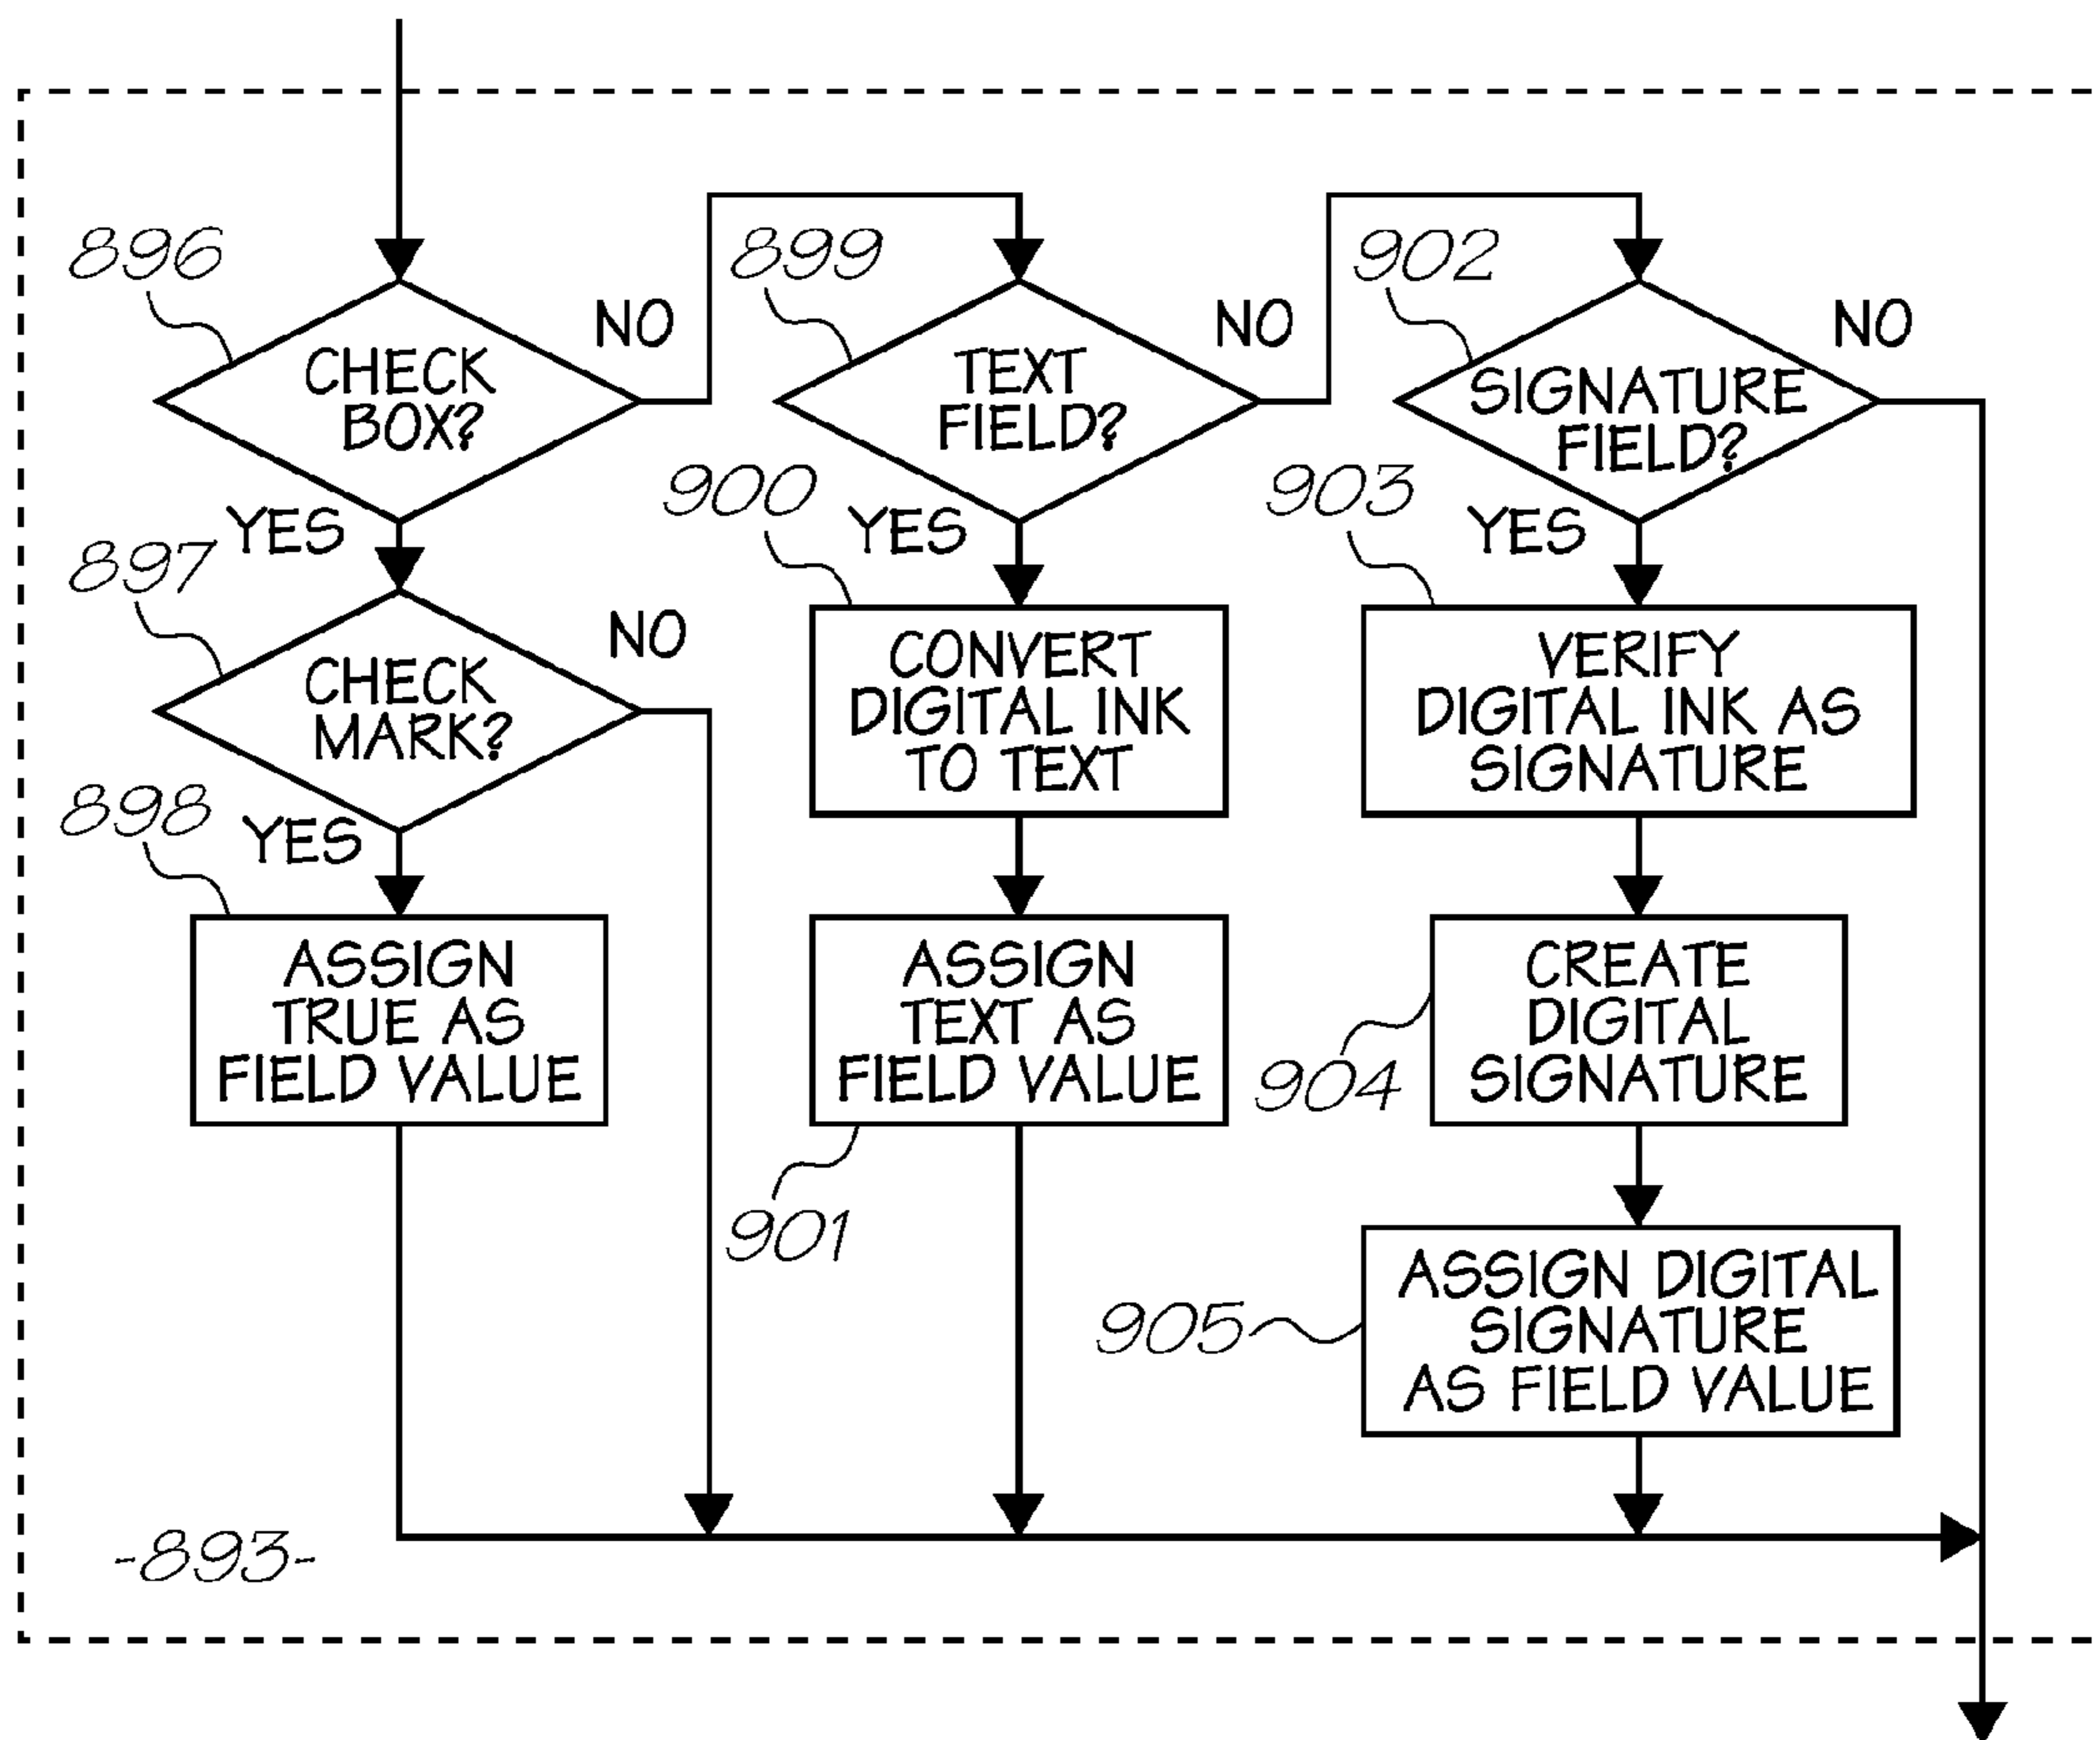 896
CHECK
BOX?
NO
YES
897
CHECK
MARK?
NO
YES
898
ASSIGN
TRUE AS
FIELD VALUE
899
TEXT
FIELD?
NO
YES
900
CONVERT
DIGITAL INK
TO TEXT
ASSIGN
TEXT AS
FIELD VALUE
901
902
SIGNATURE
FIELD?
NO
YES
903
VERIFY
DIGITAL INK AS
SIGNATURE
CREATE
DIGITAL
SIGNATURE
904
ASSIGN DIGITAL
SIGNATURE
AS FIELD VALUE
905
-893-